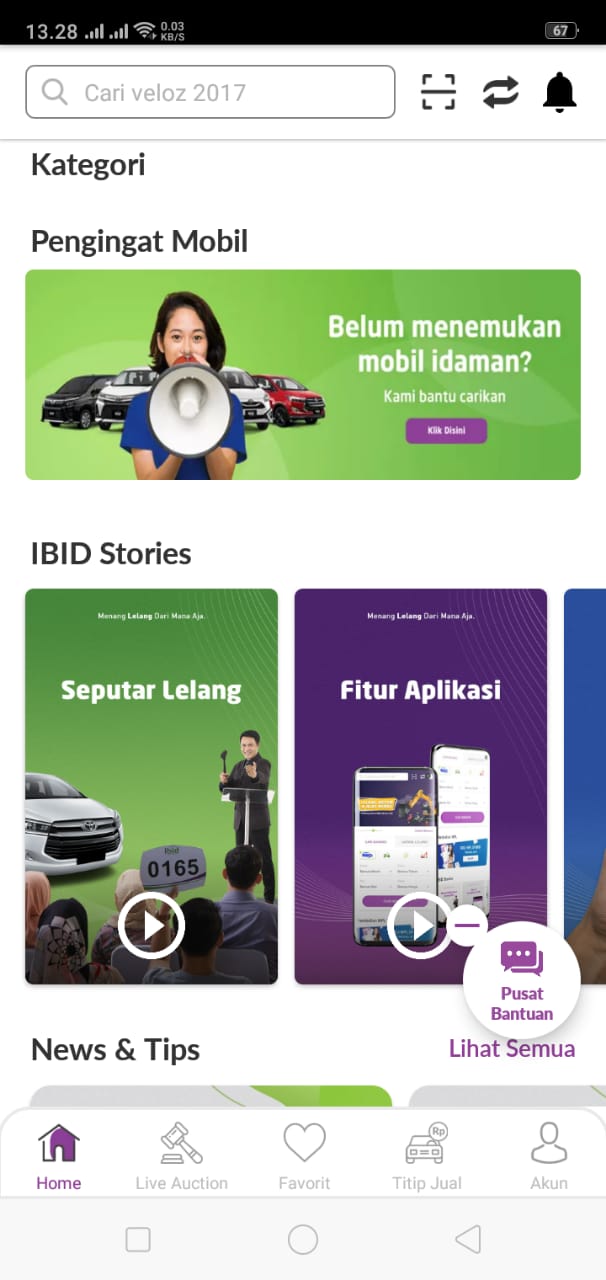 13.28
0.03
KB/S
67
Cari veloz 2017
Kategori
Pengingat Mobil
Belum menemukan
mobil idaman?
Kami bantu carikan
Klik Disini
IBID Stories
Menang Lelang Dari Mana Aja.
Seputar Lelang
Ibid
0165
Menang Lelang Dari Mana Aja.
Fitur Aplikasi
Pusat
Bantuan
News & Tips
Lihat Semua
Home
Live Auction
Favorit
Rp
Titip Jual
Akun